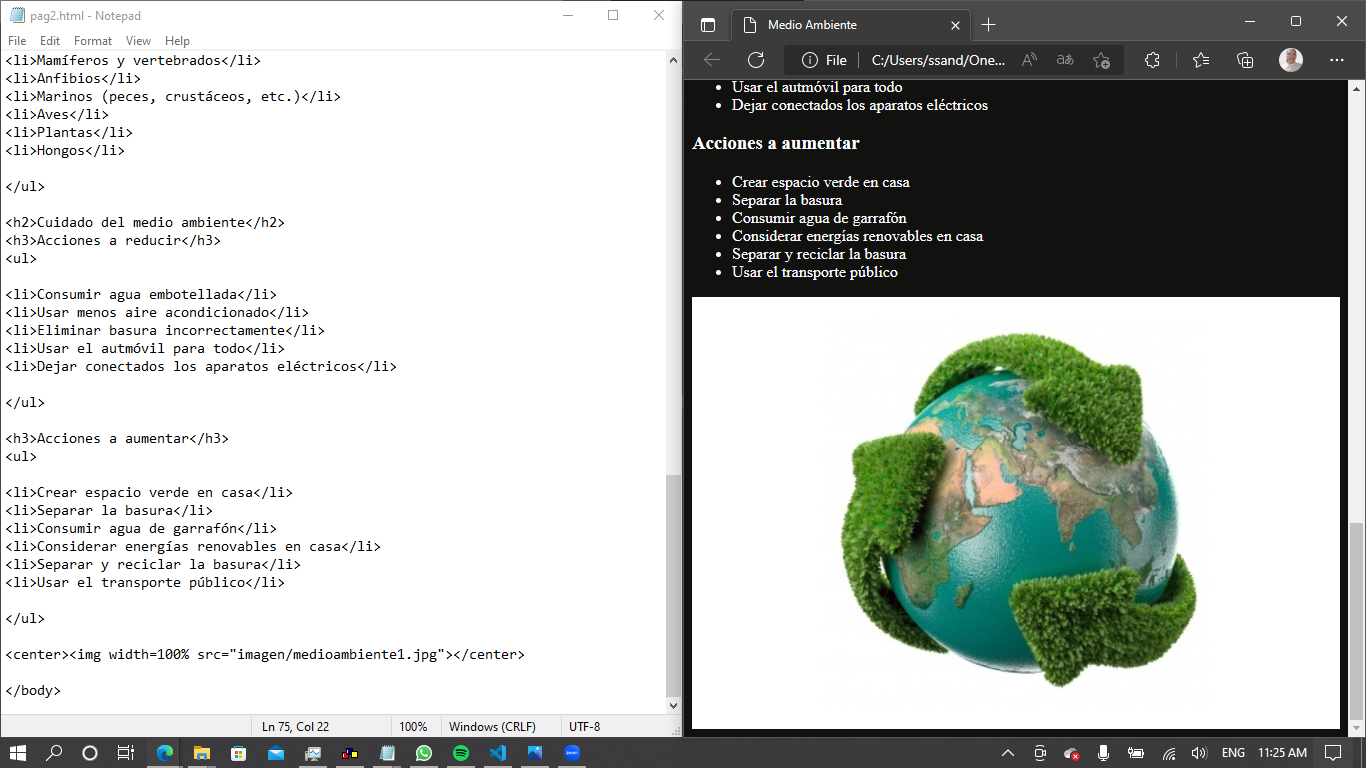 pag2.html - Notepad
File Edit Format View Help
<li>Mamíferos y vertebrados</li>
<li>Anfibios</li>
<li>Marinos (peces, crustáceos, etc.)</li>
<li>Aves</li>
<li>Plantas</li>
<li>Hongos</li>
</ul>
<h2>Cuidado del medio ambiente</h2>
<h3>Acciones a reducir</h3>
<ul>
<li>Consumir agua embotellada</li>
<li>Usar menos aire acondicionado</li>
<li>Eliminar basura incorrectamente</li>
<li>Usar el autmóvil para todo</li>
<li>Dejar conectados los aparatos eléctricos</li>
</ul>
<h3>Acciones a aumentar</h3>
<ul>
<li>Crear espacio verde en casa</li>
<li>Separar la basura</li>
<li>Consumir agua de garrafón</li>
<li>Considerar energías renovables en casa</li>
<li>Separar y reciclar la basura</li>
<li>Usar el transporte público</li>
</ul>
<center><img width=100% src="imagen/medioambiente1.jpg"></center>
</body>
Ln 75, Col 22 100% Windows (CRLF) UTF-8
Medio Ambiente
File C:/Users/ssand/One...
Usar el autmóvil para todo
Dejar conectados los aparatos eléctricos
Acciones a aumentar
Crear espacio verde en casa
Separar la basura
Consumir agua de garrafón
Considerar energías renovables en casa
Separar y reciclar la basura
Usar el transporte público
ENG 11:25 AM